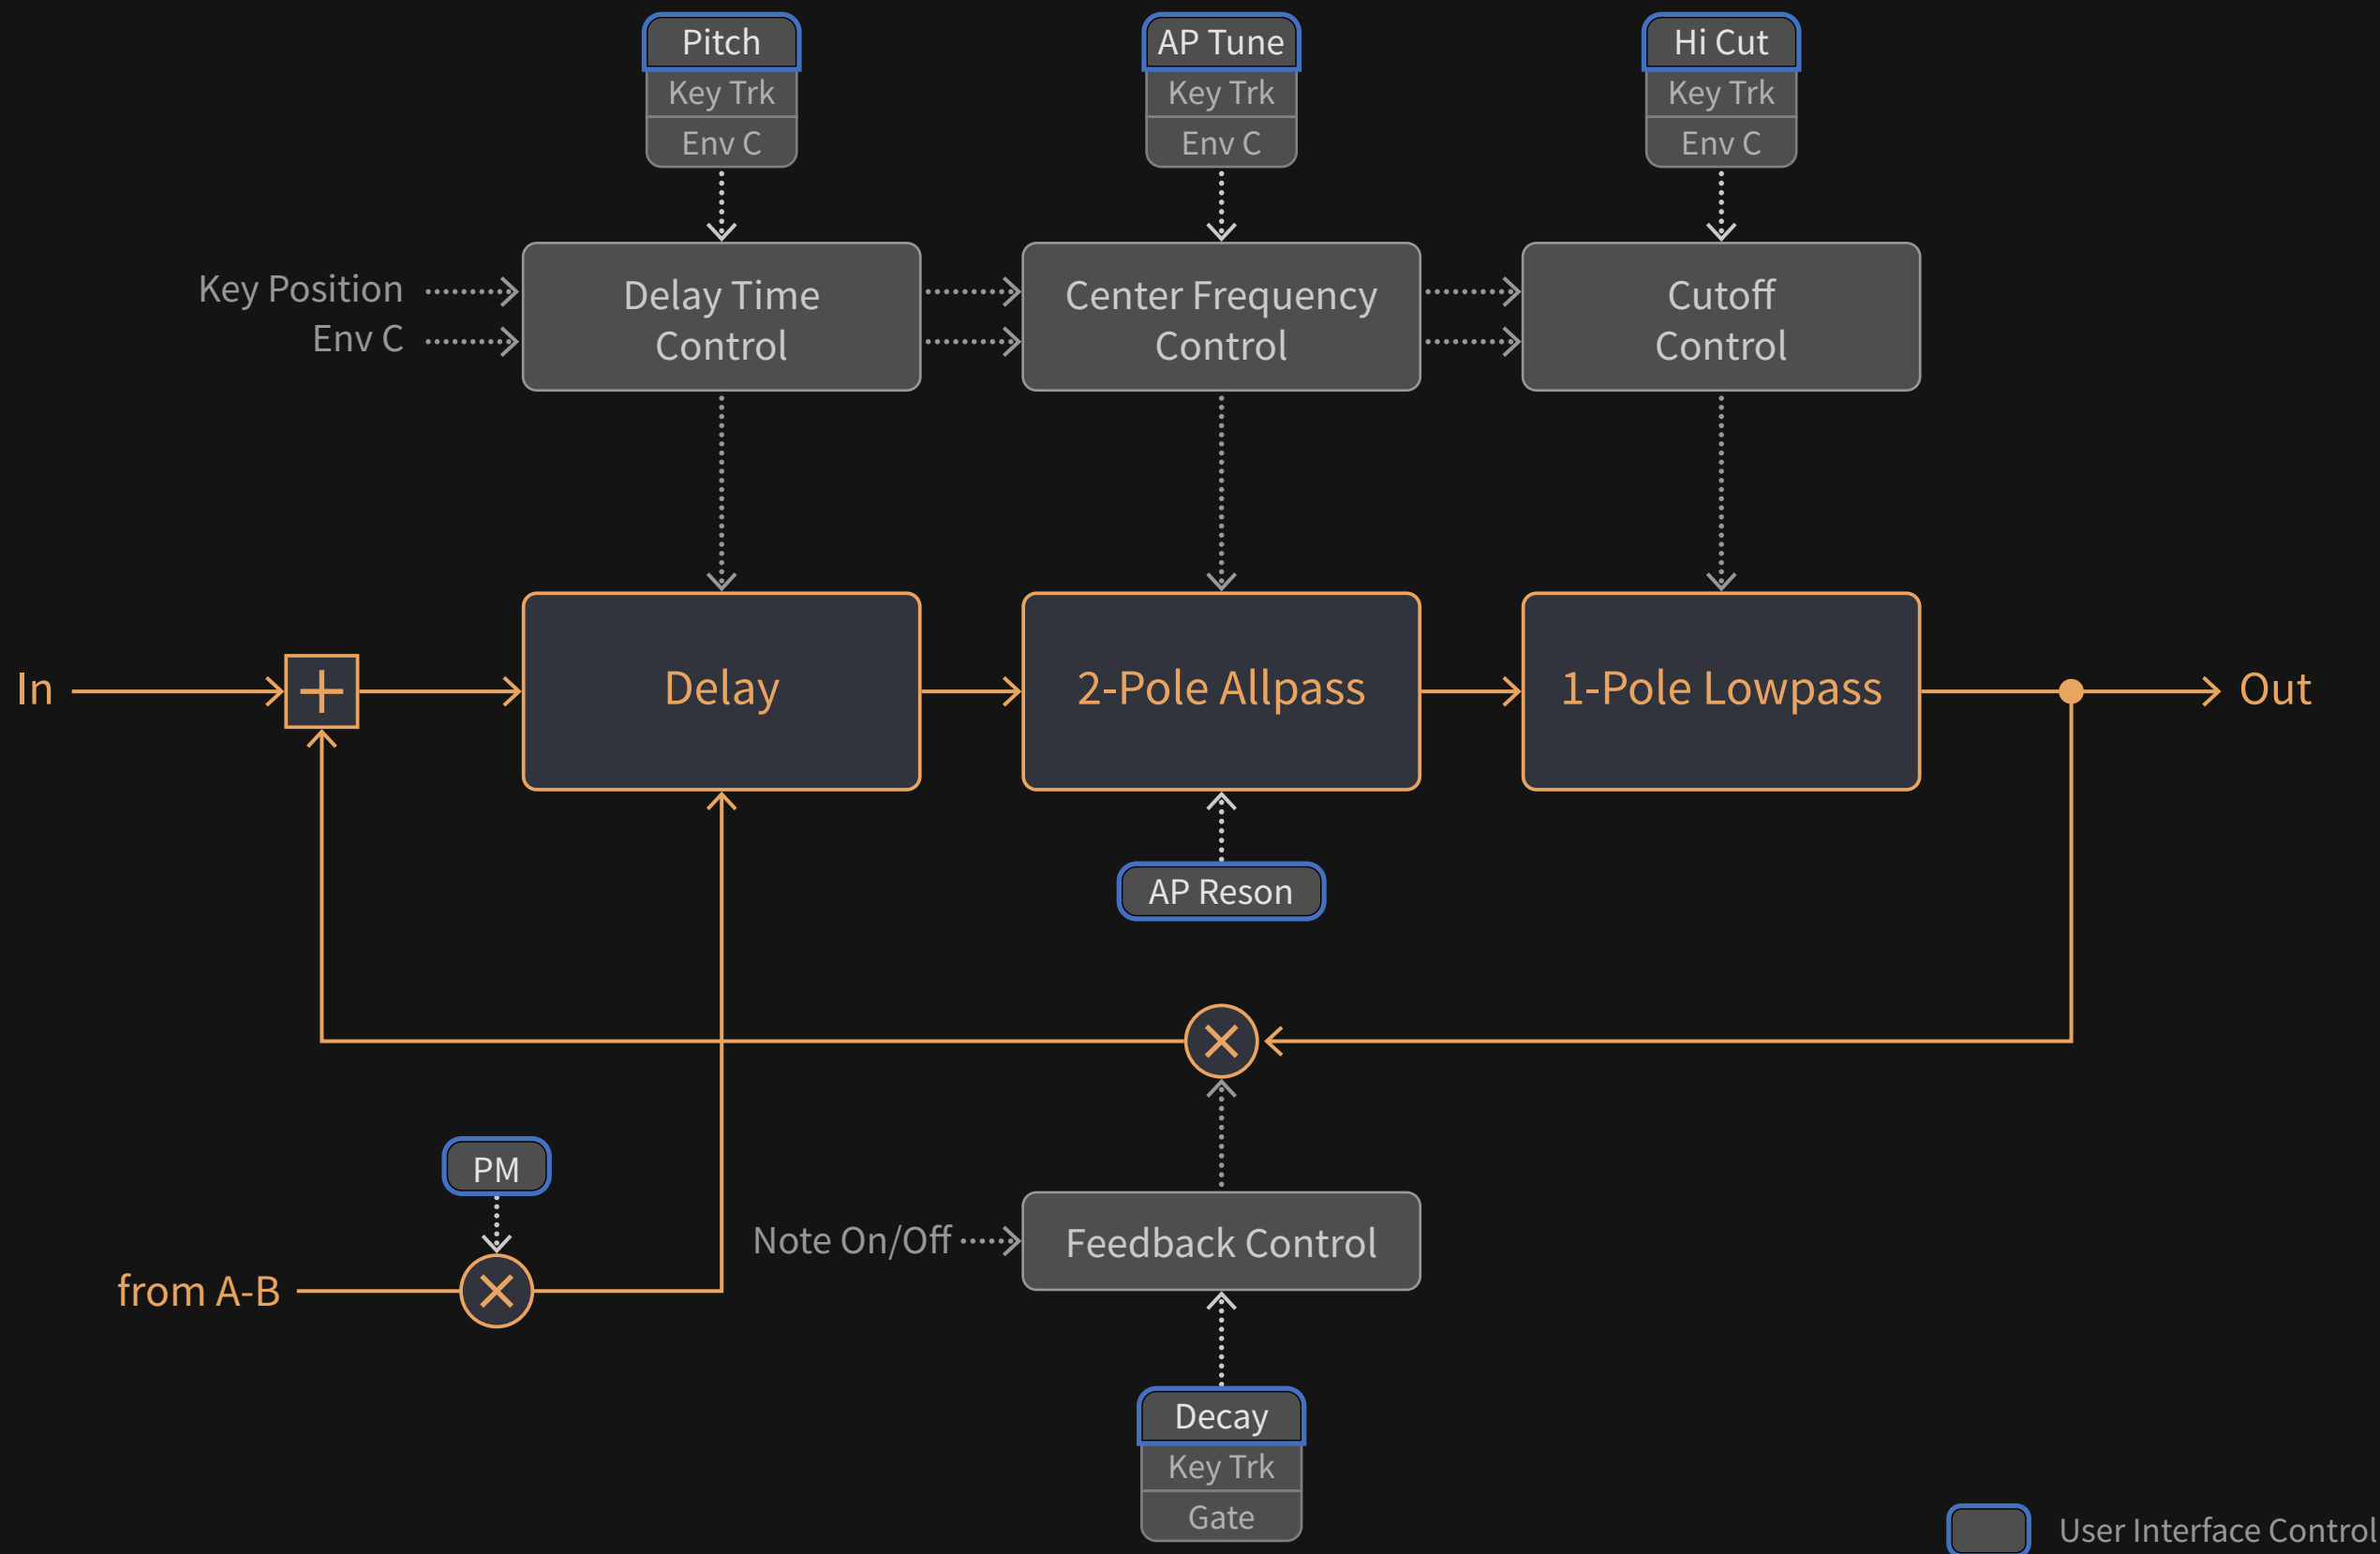 Pitch
Key Trk
Env C
AP Tune
Key Trk
Env C
Hi Cut
Key Trk
Env C
Key Position
Env C
Delay Time
Control
Center Frequency
Control
Cutoff
Control
In
+
Delay
2-Pole Allpass
1-Pole Lowpass
Out
AP Reson
×
PM
Note On/Off
Feedback Control
from A-B
×
Decay
Key Trk
Gate
User Interface Control